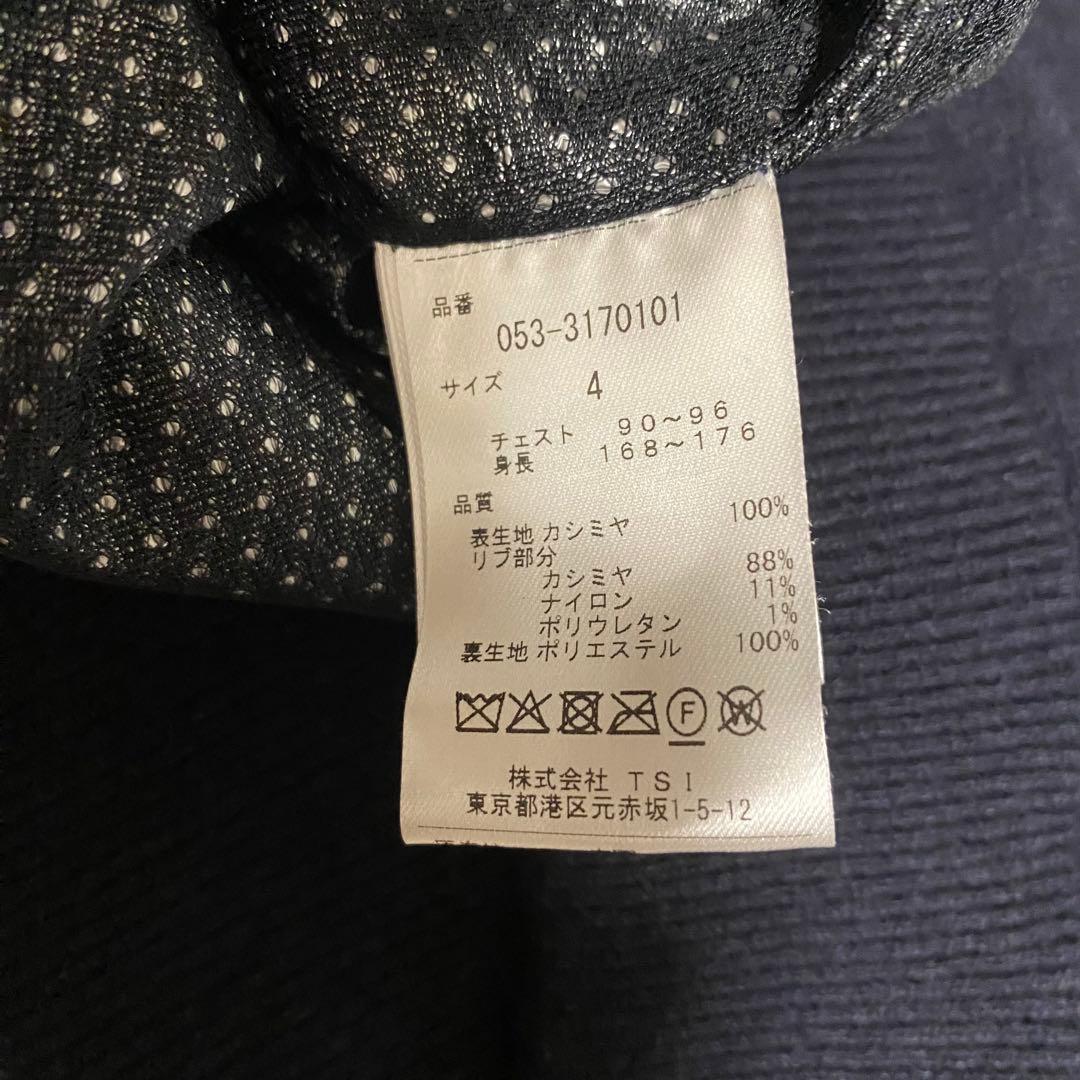 品番
053-3170101
サイズ 4
チェスト 90~96
身長 168~176
品質
表生地 カシミヤ 100%
リブ部分
カシミヤ 88%
ナイロン 11%
ポリウレタン 1%
裏生地 ポリエステル 100%
F W
株式会社 TSI
東京都港区元赤坂1-5-12